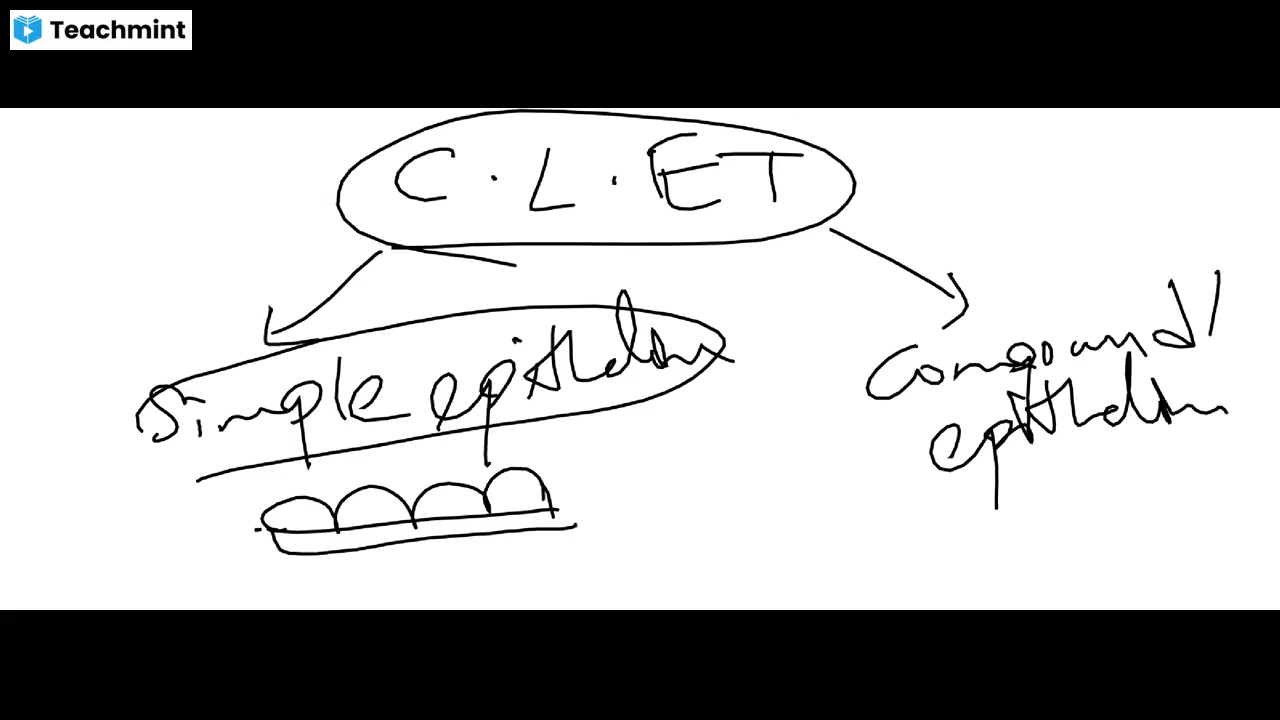 Teachmint
C.L.ET
Simple epithelium
compound
epithelium